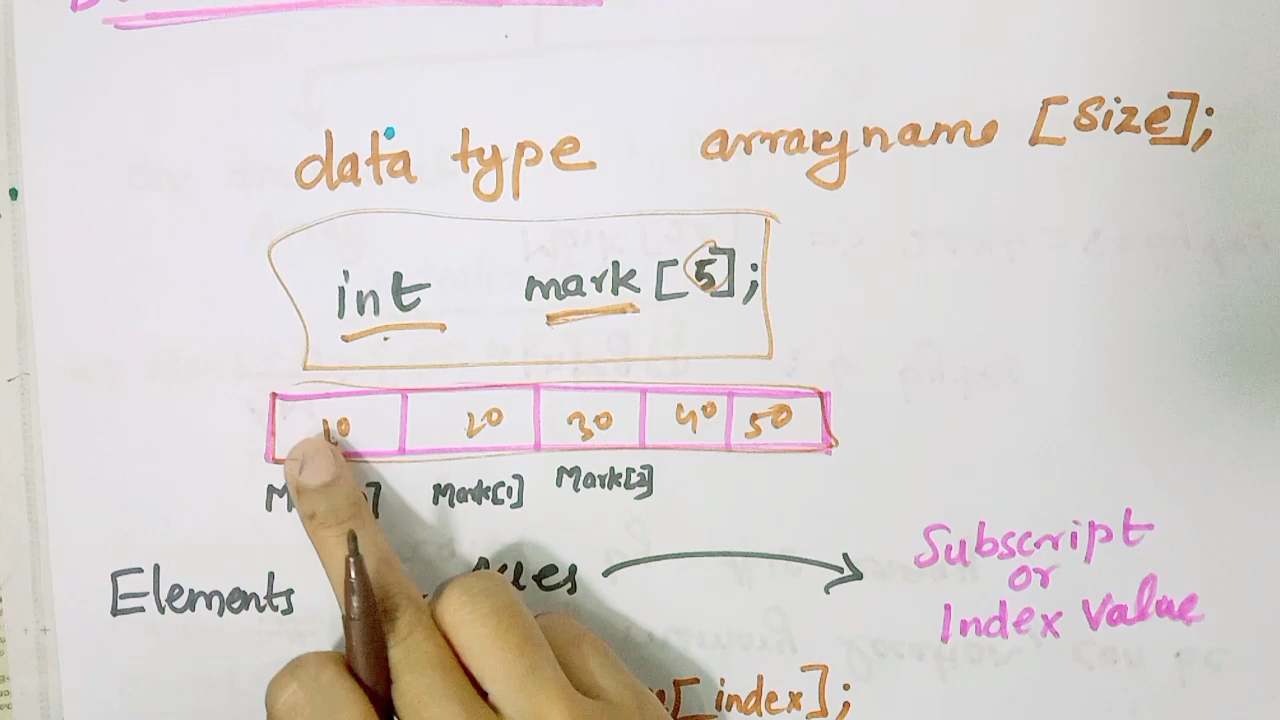 data type arrayname [size];
int mark [5];
10 20 30 40 50
Mark[1] Mark[2]
Elements
Subscript
or
Index Value
[index];